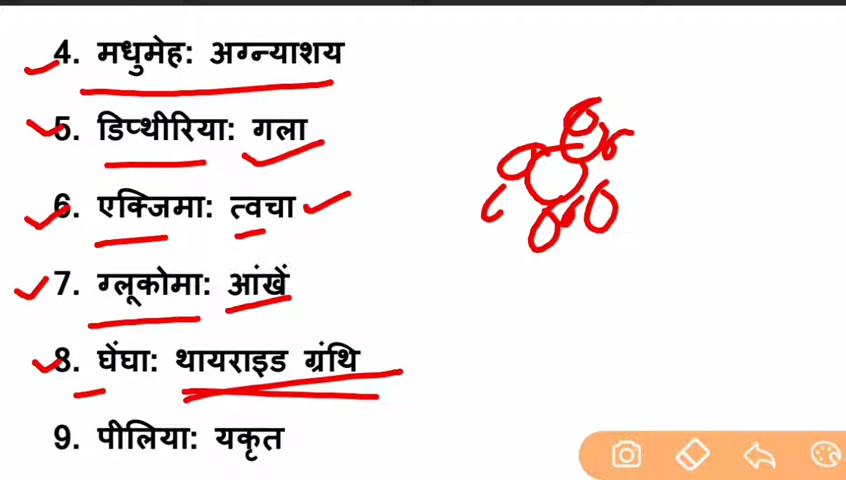 4. मधुमेह: अग्न्याशय
5. डिप्थीरिया: गला
6. एक्जिमा: त्वचा
7. ग्लूकोमा: आंखें
8. घेंघा: थायराइड ग्रंथि
9. पीलिया: यकृत